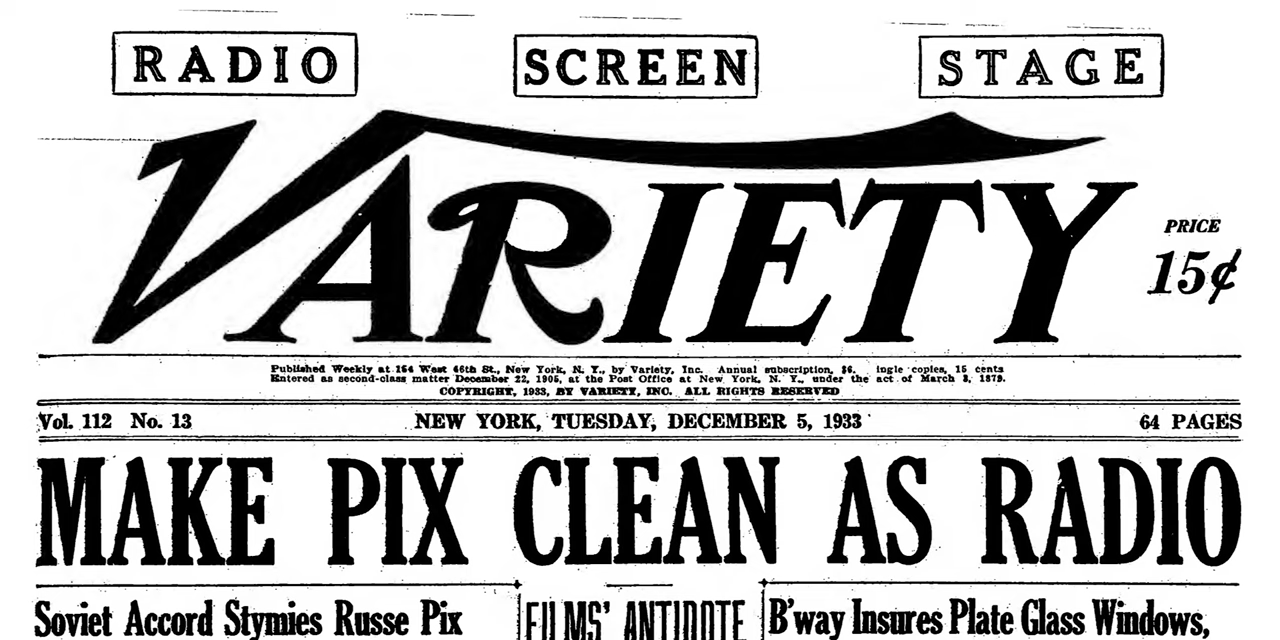 RADIO
SCREEN
STAGE
VARIETY
PRICE
15¢
Published Weekly at 154 West 46th St., New York, N. Y., by Variety, Inc. Annual subscription, $6. ingle copies, 15 cents
Entered as second-class matter December 22, 1905, at the Post Office at New York, N. Y., under the act of March 3, 1879.
COPYRIGHT, 1933, BY VARIETY, INC. ALL RIGHTS RESERVED
Vol. 112 No. 13
NEW YORK, TUESDAY, DECEMBER 5, 1933
64 PAGES
MAKE PIX CLEAN AS RADIO
Soviet Accord Stymies Russe Pix
FILMS' ANTIDOTE
B'way Insures Plate Glass Windows,